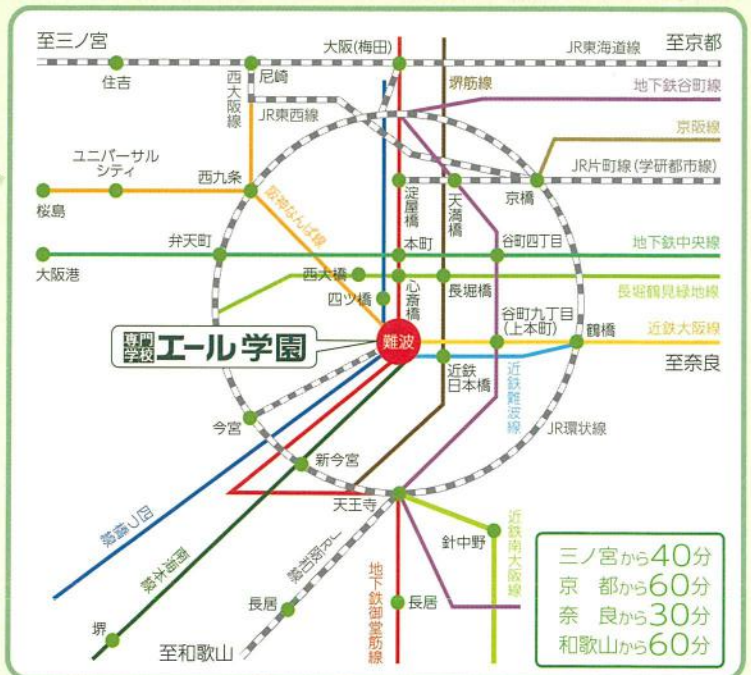 至三ノ宮
大阪(梅田)
JR東海道線
至京都
住吉
西大阪線
尼崎
堺筋線
地下鉄谷町線
JR東西線
京阪線
ユニバーサル
シティ
西九条
JR片町線(学研都市線)
桜島
阪神なんば線
淀屋橋
天満橋
京橋
弁天町
本町
谷町四丁目
地下鉄中央線
大阪港
西大橋
心斎橋
長堀橋
長堀鶴見緑地線
四ツ橋
谷町九丁目
(上本町)
鶴橋
近鉄大阪線
専門
学校
エール学園
難波
至奈良
近鉄
日本橋
近鉄難波線
今宮
JR環状線
新今宮
天王寺
四つ橋線
南海本線
JR阪和線
針中野
近鉄南大阪線
長居
地下鉄御堂筋線
長居
堺
至和歌山
三ノ宮から40分
京 都から60分
奈 良から30分
和歌山から60分